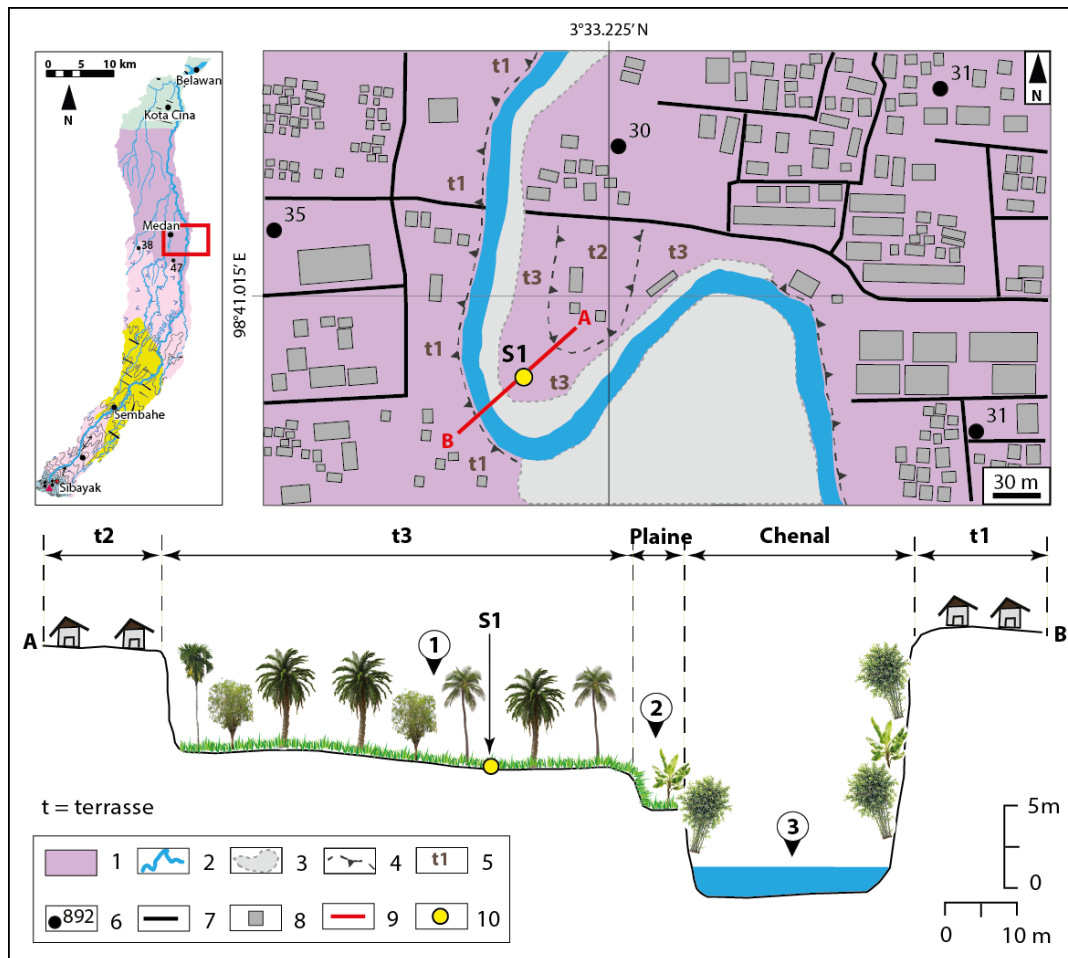 3°33.225' N
0 5 10 km
N
Belawan
Kota Cina
Medan
38
47
Sembahe
Sibayak
98°41.015' E
N
t1
31
30
t1
35
t2
t3
t3
A
t1
S1
t3
B
31
t1
30 m
t2
t3
Plaine
Chenal
t1
A
S1
B
1
2
3
t = terrasse
5m
0
0 10 m
1
2
3
4
t1 5
892 6
7
8
9
10